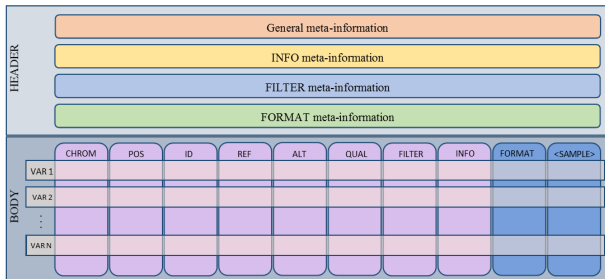 HEADER
General meta-information
INFO meta-information
FILTER meta-information
FORMAT meta-information
BODY
CHROM POS ID REF ALT QUAL FILTER INFO FORMAT <SAMPLE>
VAR 1
VAR 2
⋮
VAR N